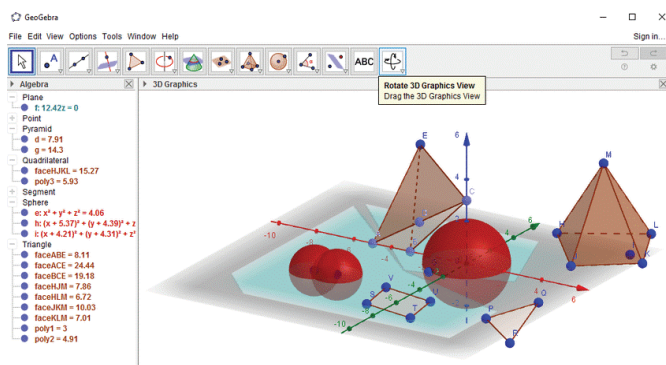 GeoGebra
File Edit View Options Tools Window Help
Sign in...
ABC
Algebra
3D Graphics
Rotate 3D Graphics View
Drag the 3D Graphics View
Plane
f: 12.42z = 0
Point
Pyramid
d = 7.91
g = 14.3
Quadrilateral
faceHJKL = 15.27
poly3 = 5.93
Segment
Sphere
e: x² + y² + z² = 4.06
h: (x + 5.37)² + (y + 4.39)² + z
i: (x + 4.21)² + (y + 4.31)² + z²
Triangle
faceABE = 8.11
faceACE = 24.44
faceBCE = 19.18
faceHJM = 7.86
faceHLM = 6.72
faceJKM = 10.03
faceKLM = 7.01
poly1 = 3
poly2 = 4.91
E
6
M
4
C
-10
-8
6
4
H
L
J
K
-4
-2
V
S
U
T
-4
-6
-8
-10
4
6
P
O
R